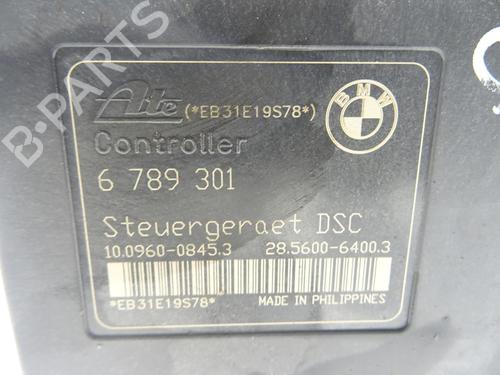 Ate (*EB31E19S78*) BMW
Controller
6 789 301
Steuergeraet DSC
10.0960-0845.3 28.5600-6400.3
*EB31E19S78* MADE IN PHILIPPINES
B-PARTS